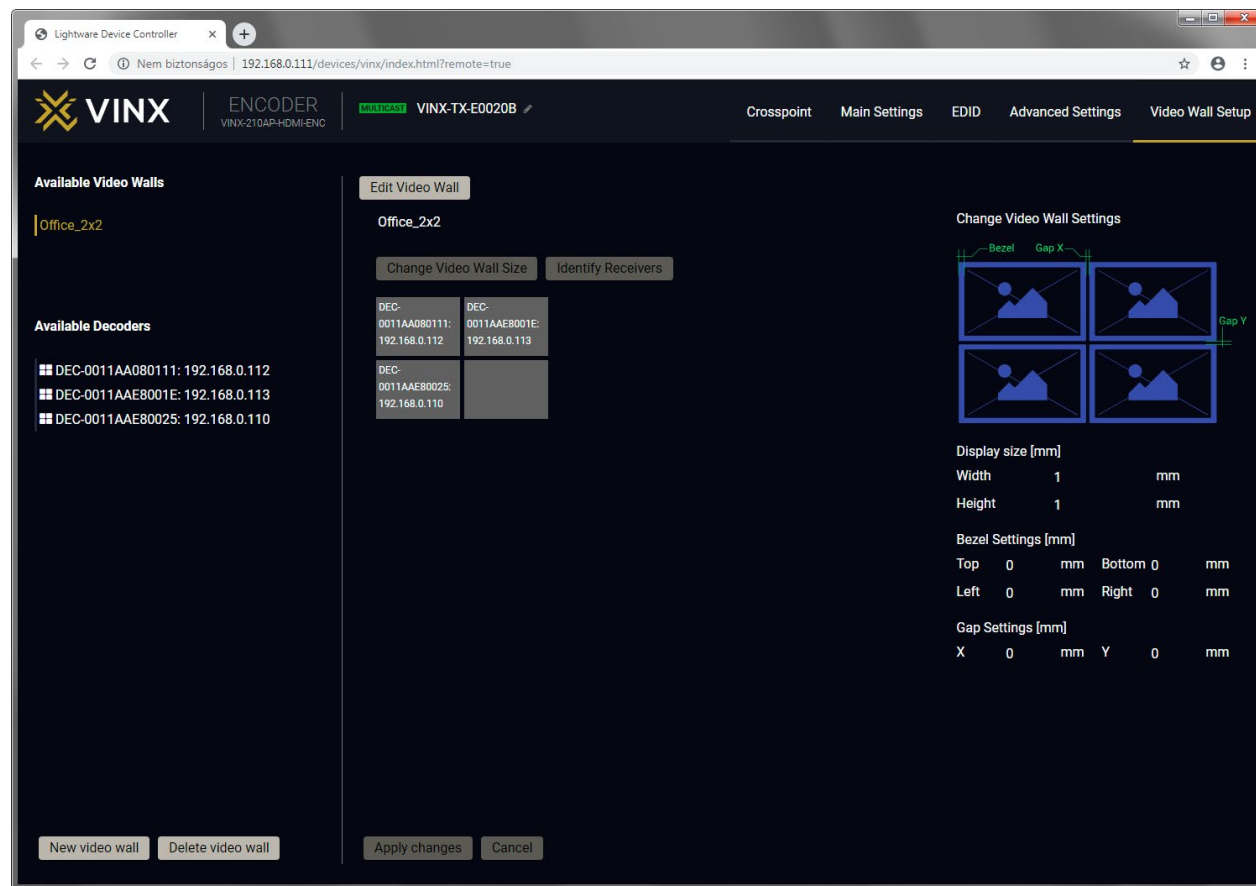 Lightware Device Controller
Nem biztonságos | 192.168.0.111/devices/vinx/index.html?remote=true
VINX
ENCODER
VINX-210AP-HDMI-ENC
MULTICAST VINX-TX-E0020B
Crosspoint Main Settings EDID Advanced Settings Video Wall Setup
Available Video Walls
Office_2x2
Available Decoders
DEC-0011AA080111: 192.168.0.112
DEC-0011AAE8001E: 192.168.0.113
DEC-0011AAE80025: 192.168.0.110
New video wall Delete video wall
Edit Video Wall
Office_2x2
Change Video Wall Size Identify Receivers
DEC-
0011AA080111:
192.168.0.112
DEC-
0011AAE8001E:
192.168.0.113
DEC-
0011AAE80025:
192.168.0.110
Apply changes Cancel
Change Video Wall Settings
Bezel Gap X
Gap Y
Display size [mm]
Width 1 mm
Height 1 mm
Bezel Settings [mm]
Top 0 mm Bottom 0 mm
Left 0 mm Right 0 mm
Gap Settings [mm]
X 0 mm Y 0 mm